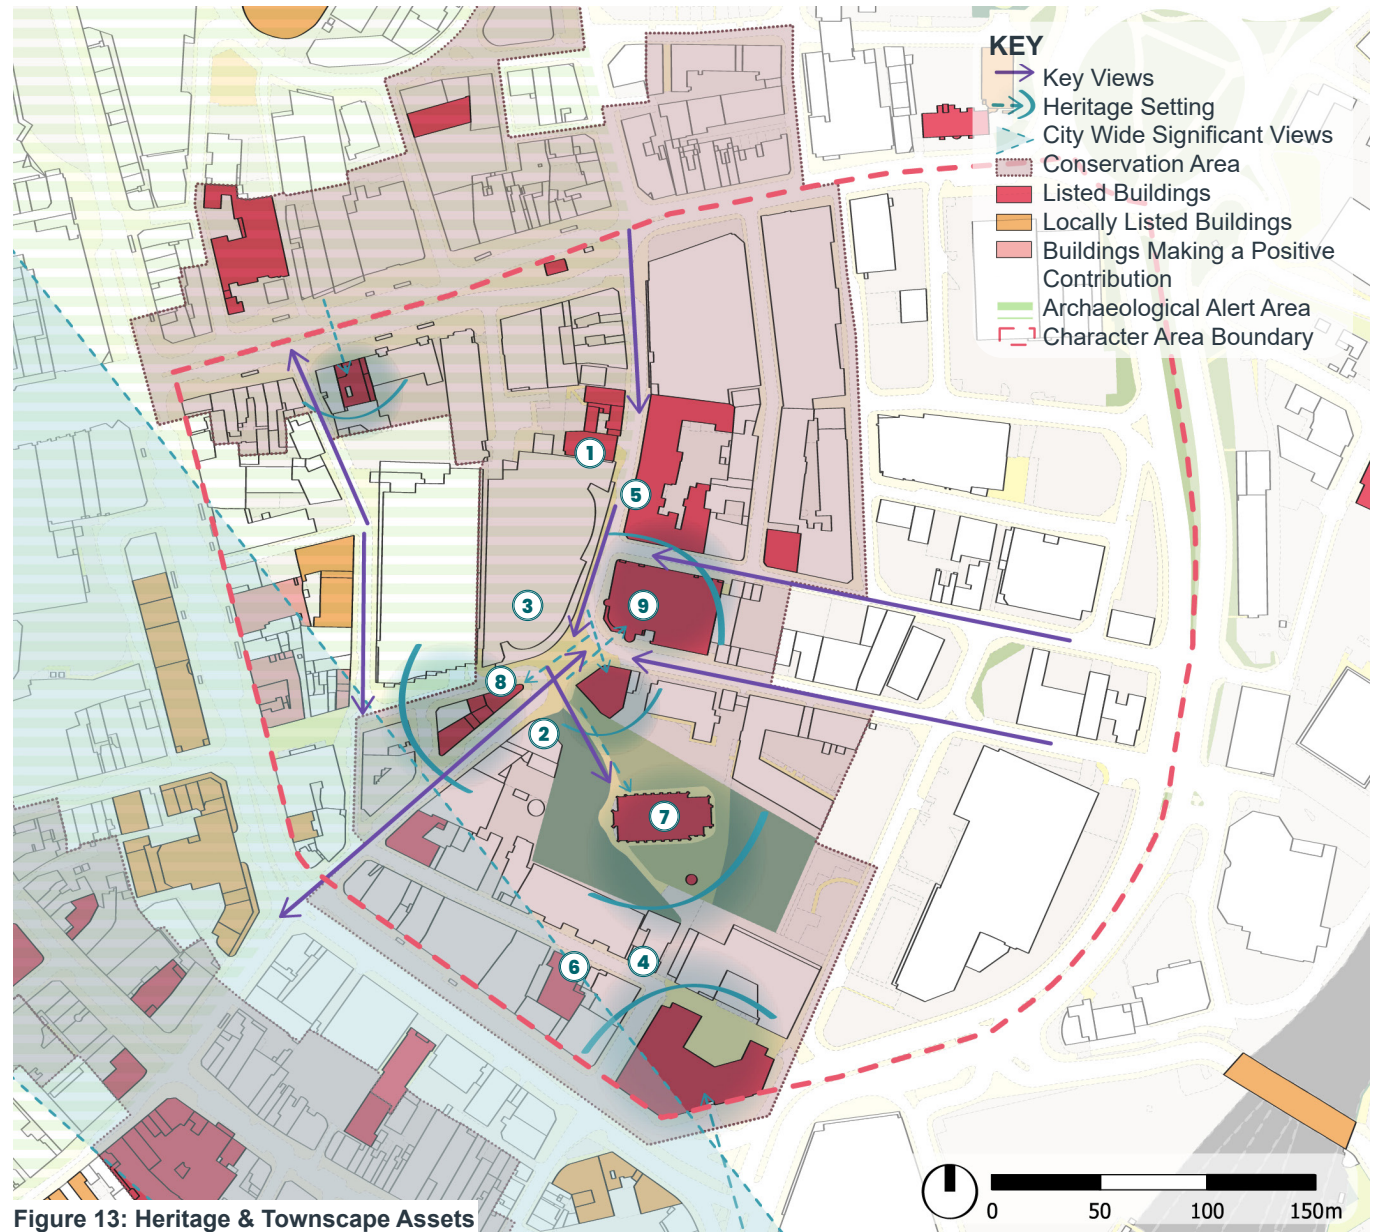 KEY
Key Views
Heritage Setting
City Wide Significant Views
Conservation Area
Listed Buildings
Locally Listed Buildings
Buildings Making a Positive
Contribution
Archaeological Alert Area
Character Area Boundary
1
5
3
9
8
2
7
6
4
0 50 100 150m
Figure 13: Heritage & Townscape Assets